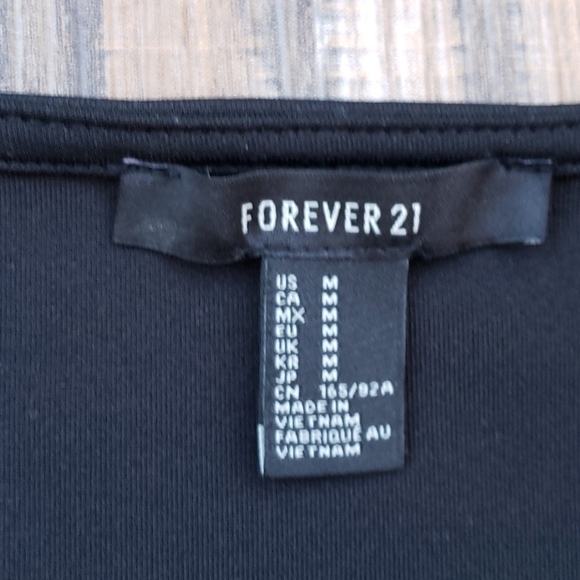 FOREVER 21
US M
CA M
MX M
EU M
UK M
KR M
JP M
CN 165/92A
MADE IN
VIETNAM
FABRIQUÉ AU
VIETNAM